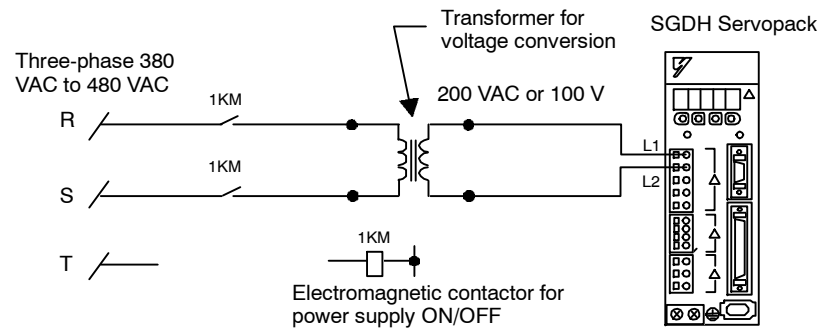 Transformer for
voltage conversion
SGDH Servopack
Three-phase 380
VAC to 480 VAC
200 VAC or 100 V
1KM
R
L1
1KM
L2
S
1KM
T
Electromagnetic contactor for
power supply ON/OFF